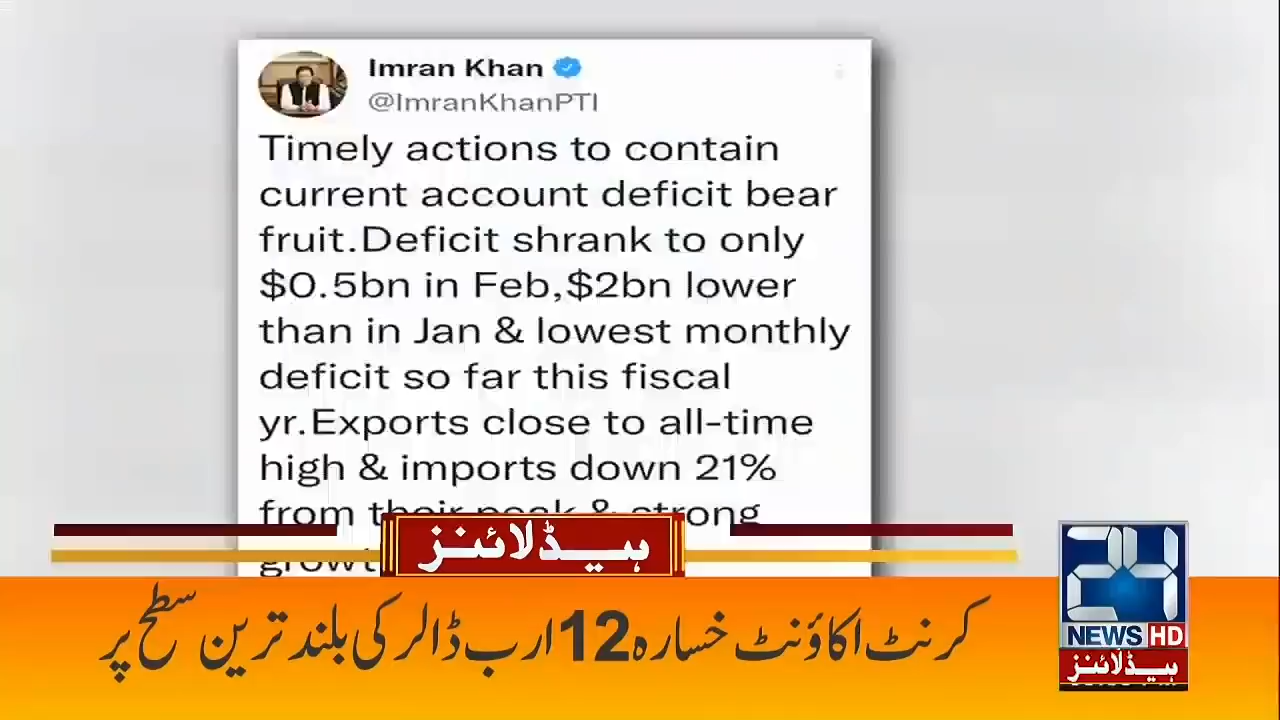 Imran Khan
@ImranKhanPTI
Timely actions to contain
current account deficit bear
fruit.Deficit shrank to only
$0.5bn in Feb,$2bn lower
than in Jan & lowest monthly
deficit so far this fiscal
yr.Exports close to all-time
high & imports down 21%
from their peak & strong
ہیڈلائنز
کرنٹ اکاؤنٹ خسارہ 12 ارب ڈالر کی بلند ترین سطح پر
24
NEWS HD
ہیڈلائنز